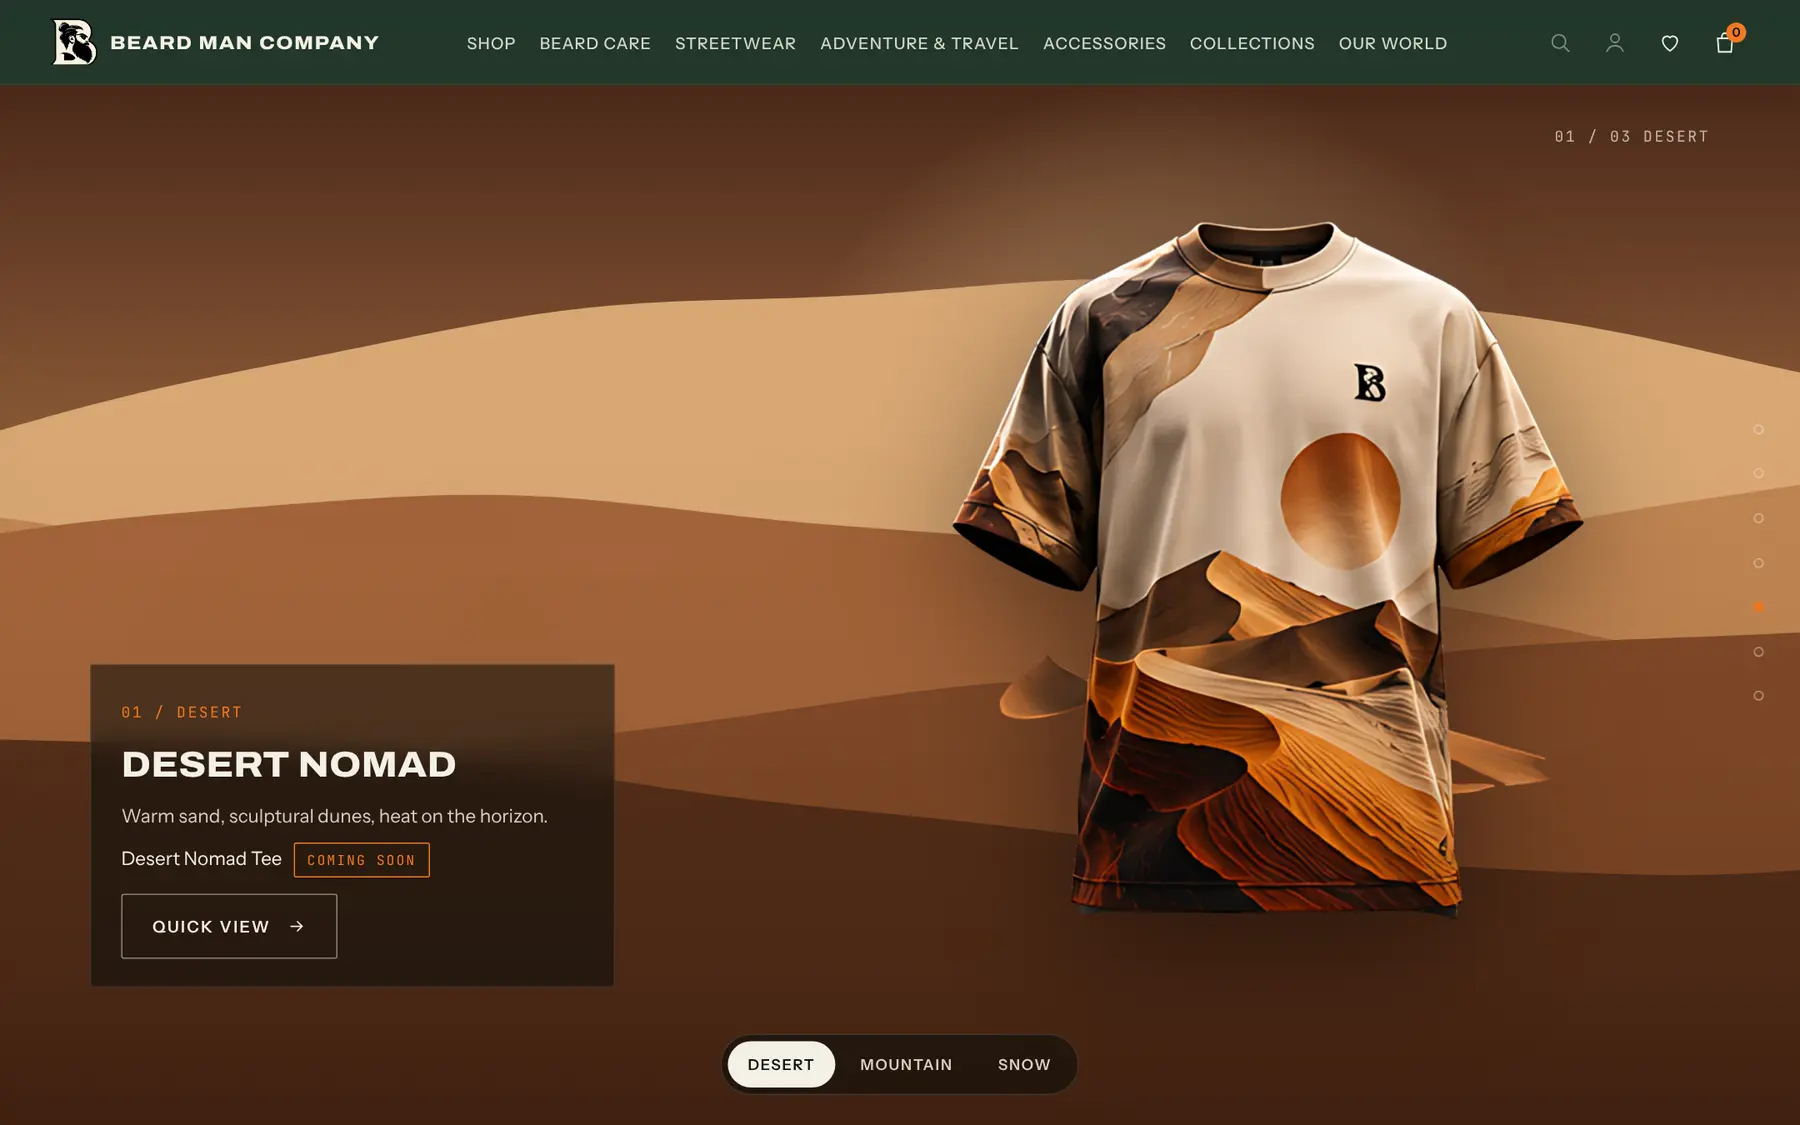 BEARD MAN COMPANY
SHOP
BEARD CARE
STREETWEAR
ADVENTURE & TRAVEL
ACCESSORIES
COLLECTIONS
OUR WORLD
0
01 / 03 DESERT
B
01 / DESERT
DESERT NOMAD
Warm sand, sculptural dunes, heat on the horizon.
Desert Nomad Tee
COMING SOON
QUICK VIEW →
DESERT
MOUNTAIN
SNOW